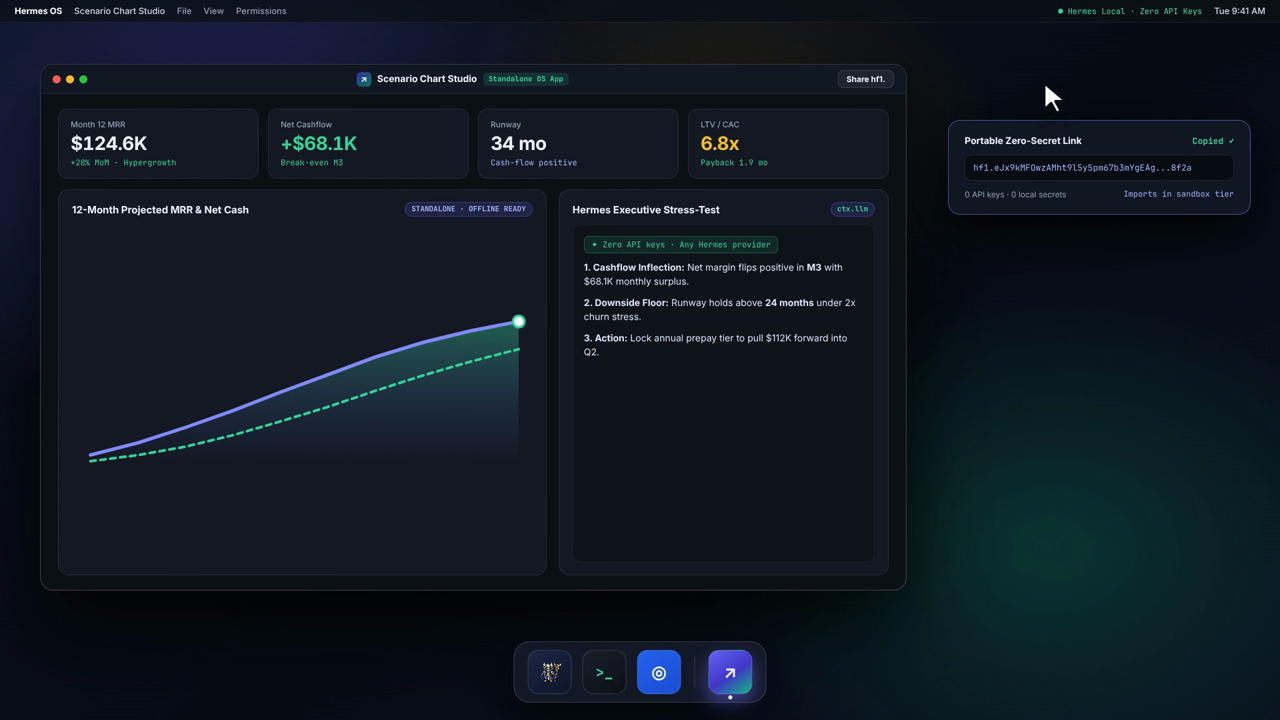 Hermes OS Scenario Chart Studio File View Permissions
Hermes Local · Zero API Keys Tue 9:41 AM
Scenario Chart Studio Standalone OS App
Share hf1.
Month 12 MRR
$124.6K
+28% MoM · Hypergrowth
Net Cashflow
+$68.1K
Break-even M3
Runway
34 mo
Cash-flow positive
LTV / CAC
6.8x
Payback 1.9 mo
12-Month Projected MRR & Net Cash
STANDALONE · OFFLINE READY
Hermes Executive Stress-Test
ctx.llm
✦ Zero API keys · Any Hermes provider
1. Cashflow Inflection: Net margin flips positive in M3 with
$68.1K monthly surplus.
2. Downside Floor: Runway holds above 24 months under 2x
churn stress.
3. Action: Lock annual prepay tier to pull $112K forward into
Q2.
Portable Zero-Secret Link
Copied ✓
hf1.eJx9kMFOwzAMht9l5y5pm67b3mYgEAg...8f2a
0 API keys · 0 local secrets
Imports in sandbox tier
>_